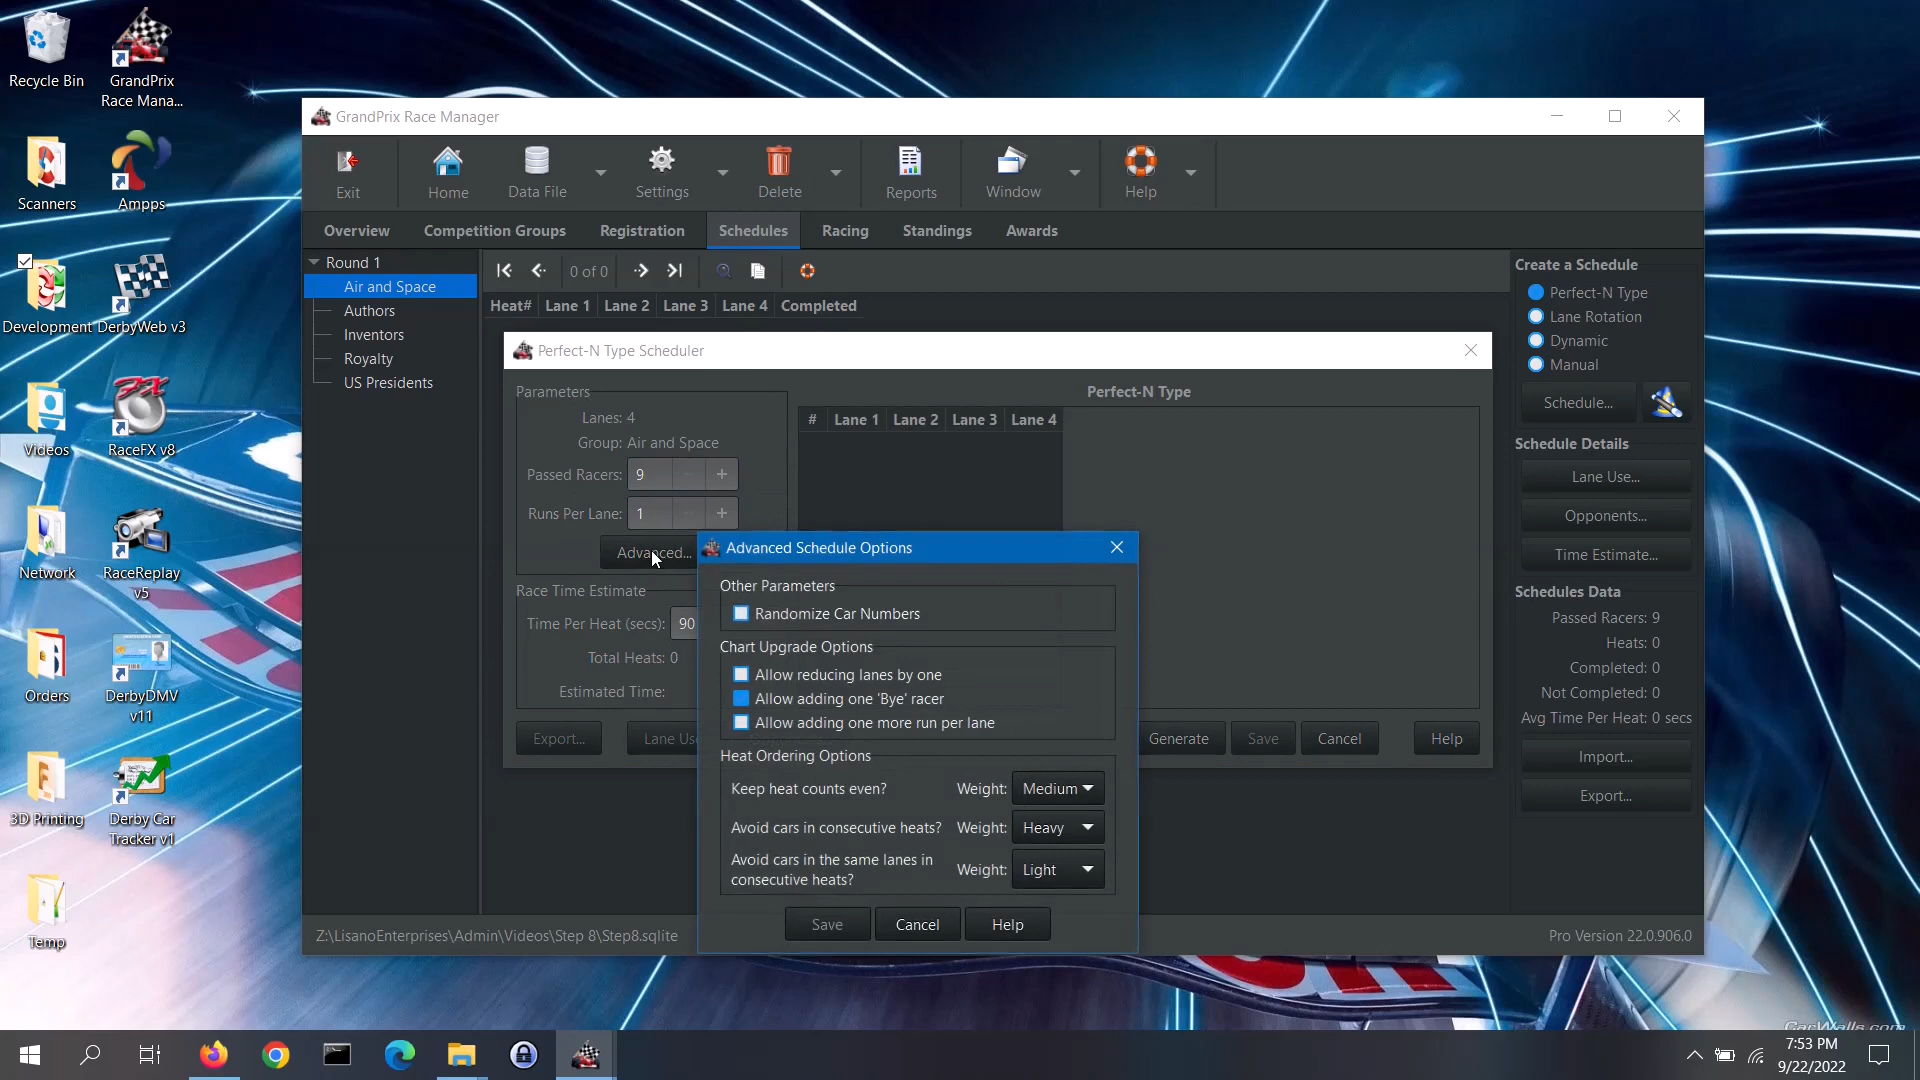 Recycle Bin
GrandPrix
Race Mana...
Scanners
Ampps
Development
DerbyWeb v3
Videos
RaceFX v8
Network
RaceReplay
v5
Orders
DerbyDMV
v11
3D Printing
Derby Car
Tracker v1
Temp
GrandPrix Race Manager
Exit
Home
Data File
Settings
Delete
Reports
Window
Help
Overview
Competition Groups
Registration
Schedules
Racing
Standings
Awards
Round 1
Air and Space
Authors
Inventors
Royalty
US Presidents
0 of 0
Heat# Lane 1 Lane 2 Lane 3 Lane 4 Completed
Perfect-N Type Scheduler
Parameters
Lanes: 4
Group: Air and Space
Passed Racers: 9
Runs Per Lane: 1
Advanced...
Race Time Estimate
Time Per Heat (secs): 90
Total Heats: 0
Estimated Time:
Perfect-N Type
# Lane 1 Lane 2 Lane 3 Lane 4
Export...
Lane Us
Generate
Save
Cancel
Help
Advanced Schedule Options
Other Parameters
Randomize Car Numbers
Chart Upgrade Options
Allow reducing lanes by one
Allow adding one 'Bye' racer
Allow adding one more run per lane
Heat Ordering Options
Keep heat counts even? Weight: Medium
Avoid cars in consecutive heats? Weight: Heavy
Avoid cars in the same lanes in
consecutive heats? Weight: Light
Save
Cancel
Help
Create a Schedule
Perfect-N Type
Lane Rotation
Dynamic
Manual
Schedule...
Schedule Details
Lane Use...
Opponents...
Time Estimate...
Schedules Data
Passed Racers: 9
Heats: 0
Completed: 0
Not Completed: 0
Avg Time Per Heat: 0 secs
Import...
Export...
Z:\LisanoEnterprises\Admin\Videos\Step 8\Step8.sqlite
Pro Version 22.0.906.0
CarWalls.com
7:53 PM
9/22/2022